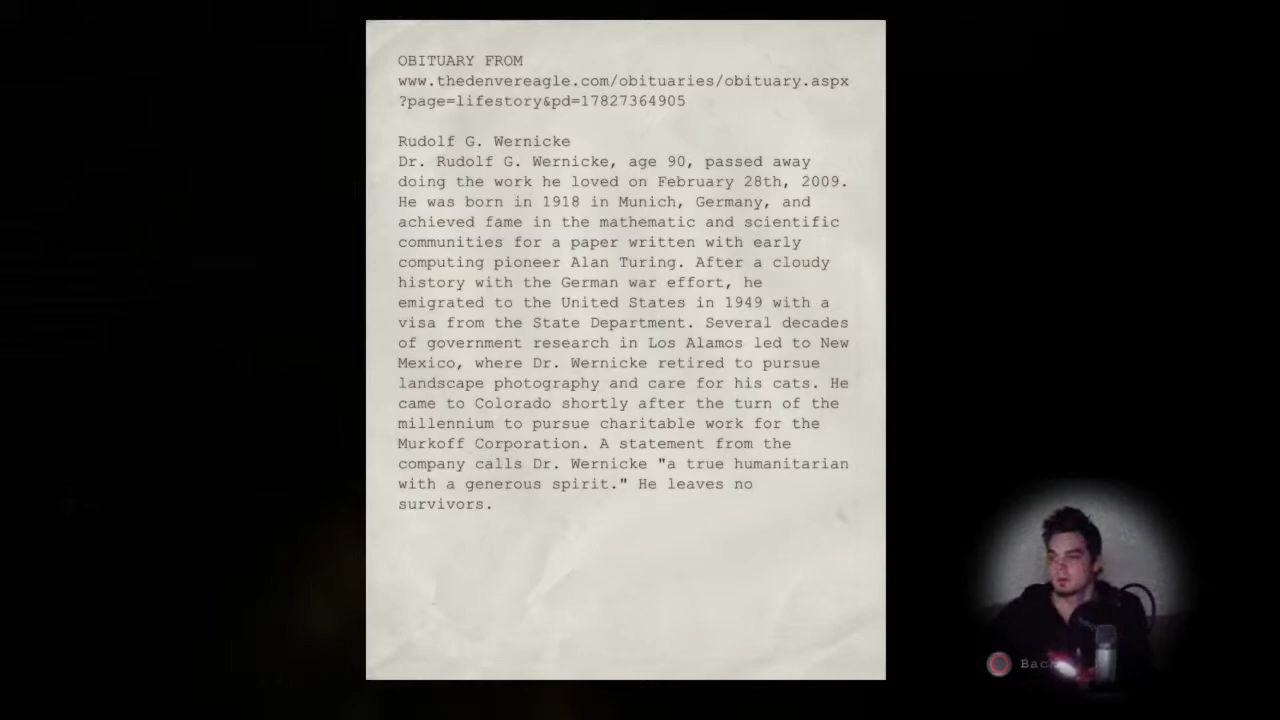 OBITUARY FROM
www.thedenvereagle.com/obituaries/obituary.aspx
?page=lifestory&pd=17827364905
Rudolf G. Wernicke
Dr. Rudolf G. Wernicke, age 90, passed away
doing the work he loved on February 28th, 2009.
He was born in 1918 in Munich, Germany, and
achieved fame in the mathematic and scientific
communities for a paper written with early
computing pioneer Alan Turing. After a cloudy
history with the German war effort, he
emigrated to the United States in 1949 with a
visa from the State Department. Several decades
of government research in Los Alamos led to New
Mexico, where Dr. Wernicke retired to pursue
landscape photography and care for his cats. He
came to Colorado shortly after the turn of the
millennium to pursue charitable work for the
Murkoff Corporation. A statement from the
company calls Dr. Wernicke "a true humanitarian
with a generous spirit." He leaves no
survivors.
Back